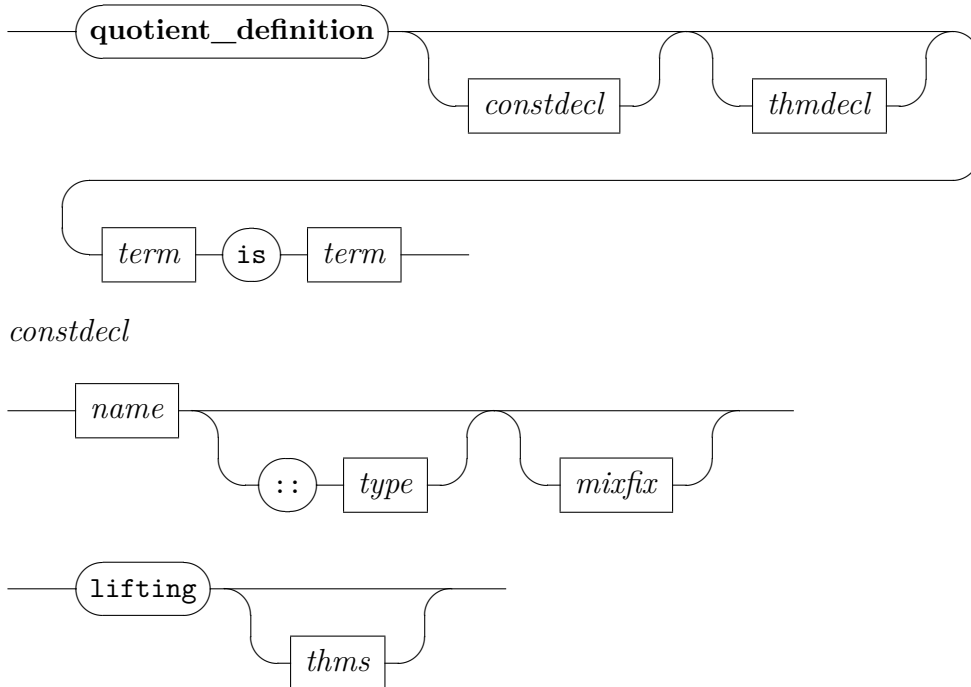 quotient_definition
constdecl thmdecl
term is term
constdecl
name
:: type mixfix
lifting
thms